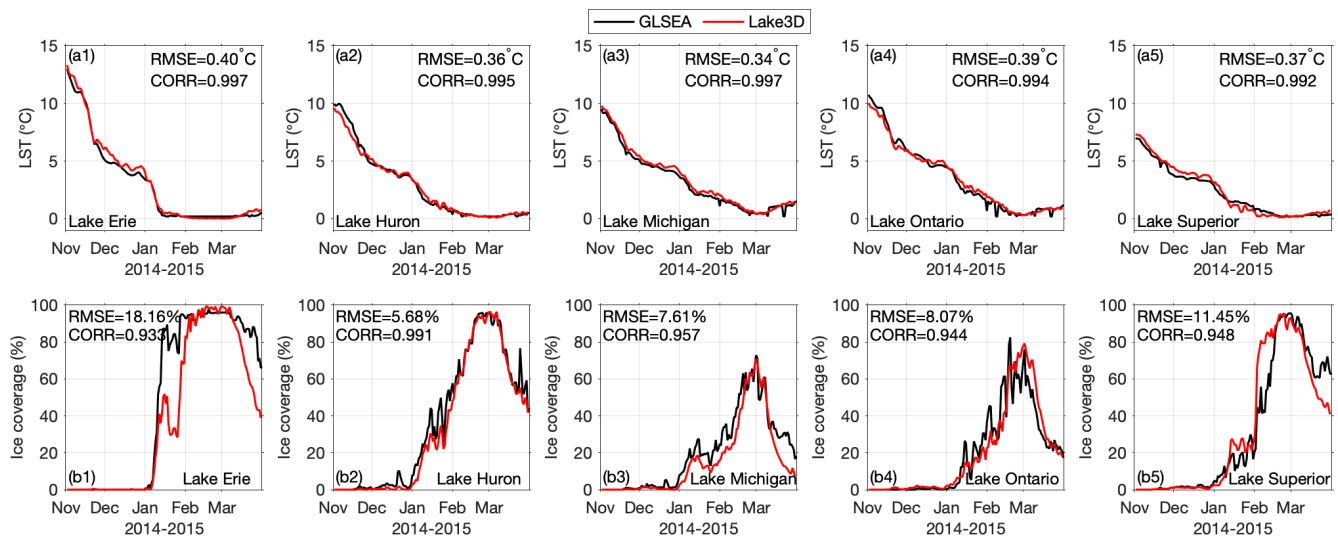 GLSEA Lake3D
(a1) RMSE=0.40°C
CORR=0.997
15
10
5
0
LST (°C)
Lake Erie
Nov Dec Jan Feb Mar
2014-2015
(a2) RMSE=0.36°C
CORR=0.995
15
10
5
0
LST (°C)
Lake Huron
Nov Dec Jan Feb Mar
2014-2015
(a3) RMSE=0.34°C
CORR=0.997
15
10
5
0
LST (°C)
Lake Michigan
Nov Dec Jan Feb Mar
2014-2015
(a4) RMSE=0.39°C
CORR=0.994
15
10
5
0
LST (°C)
Lake Ontario
Nov Dec Jan Feb Mar
2014-2015
(a5) RMSE=0.37°C
CORR=0.992
15
10
5
0
LST (°C)
Lake Superior
Nov Dec Jan Feb Mar
2014-2015
RMSE=18.16%
CORR=0.933
100
80
60
40
20
0
Ice coverage (%)
(b1) Lake Erie
Nov Dec Jan Feb Mar
2014-2015
RMSE=5.68%
CORR=0.991
100
80
60
40
20
0
Ice coverage (%)
(b2) Lake Huron
Nov Dec Jan Feb Mar
2014-2015
RMSE=7.61%
CORR=0.957
100
80
60
40
20
0
Ice coverage (%)
(b3) Lake Michigan
Nov Dec Jan Feb Mar
2014-2015
RMSE=8.07%
CORR=0.944
100
80
60
40
20
0
Ice coverage (%)
(b4) Lake Ontario
Nov Dec Jan Feb Mar
2014-2015
RMSE=11.45%
CORR=0.948
100
80
60
40
20
0
Ice coverage (%)
(b5) Lake Superior
Nov Dec Jan Feb Mar
2014-2015